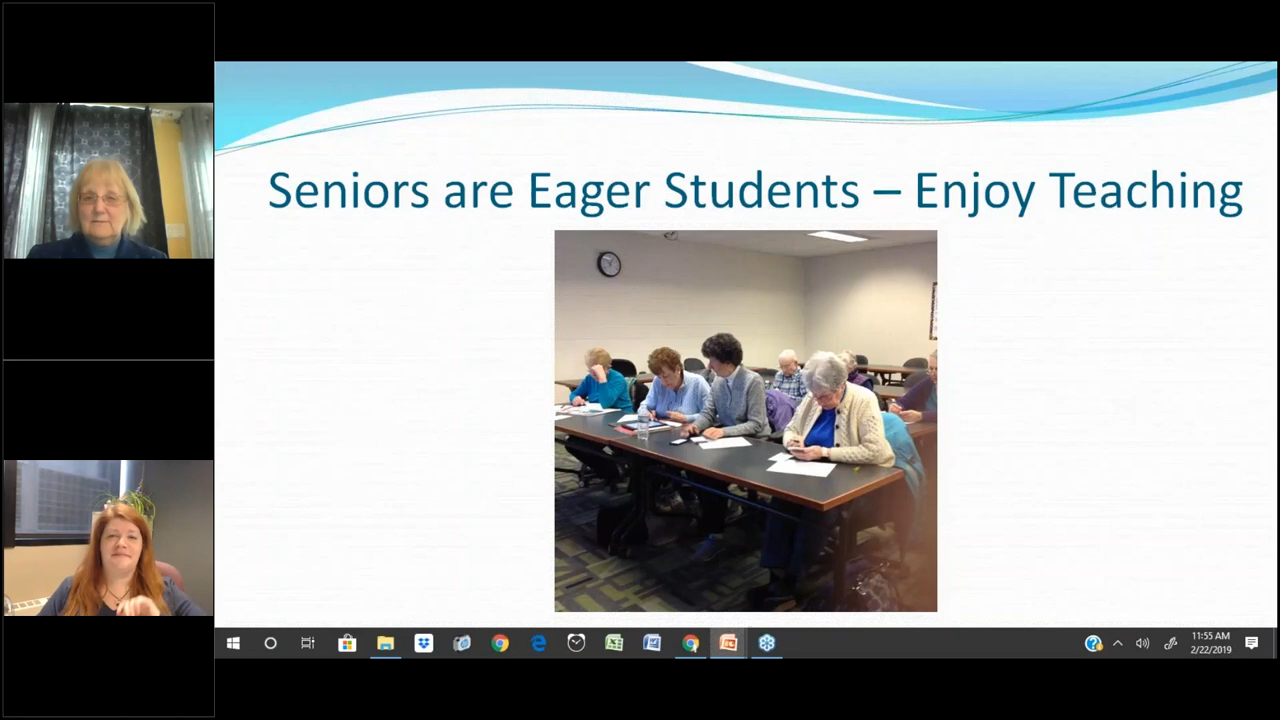 Seniors are Eager Students – Enjoy Teaching
11:55 AM
2/22/2019